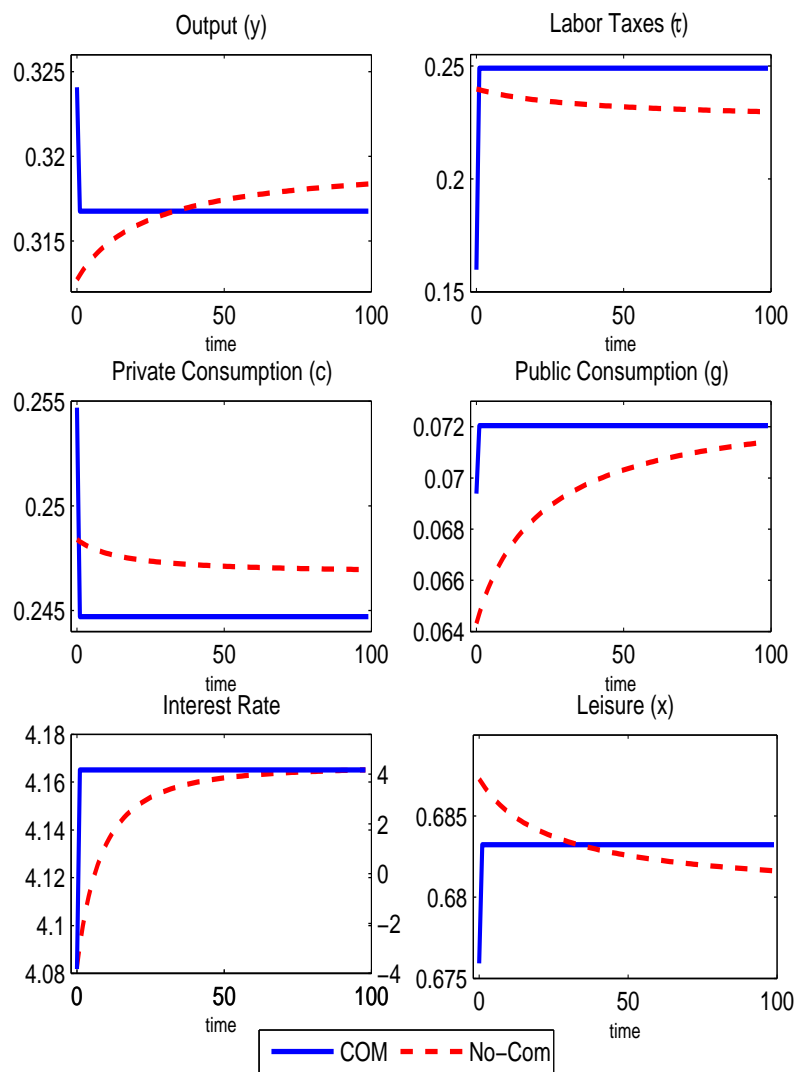 Output (y)
0.325
0.32
0.315
0 50 100
time
Labor Taxes (τ)
0.25
0.2
0.15
0 50 100
time
Private Consumption (c)
0.255
0.25
0.245
0 50 100
time
Public Consumption (g)
0.072
0.07
0.068
0.066
0.064
0 50 100
time
Interest Rate
4.18
4.16
4.14
4.12
4.1
4.08
4
2
0
−2
−4
0 50 100
time
Leisure (x)
0.685
0.68
0.675
0 50 100
time
COM No−Com